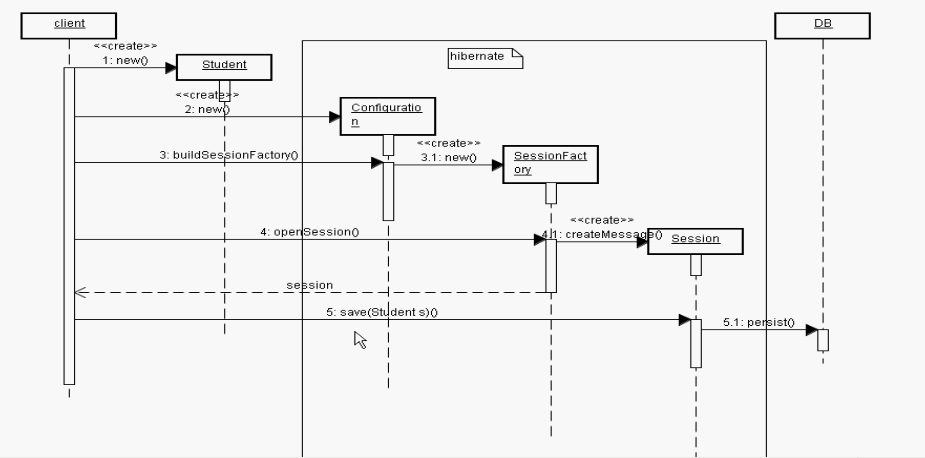 client
DB
<<create>>
1: new()
Student
hibernate
<<create>>
2: new()
Configuratio
n
3: buildSessionFactory()
<<create>>
3.1: new()
SessionFact
ory
<<create>>
4: openSession()
4.1: createMessage()
Session
session
5: save(Student s)()
5.1: persist()